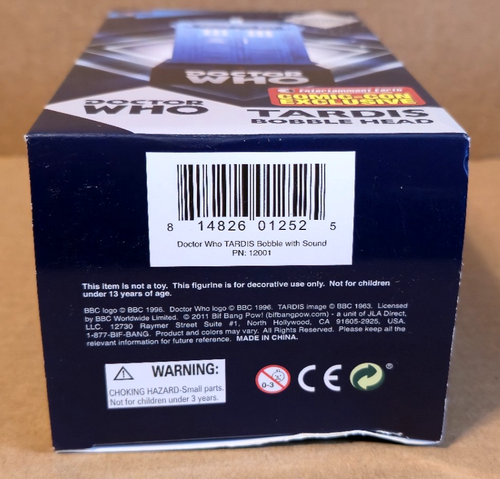 DOCTOR
WHO
DOCTOR
WHO
Entertainment Earth
COMIC-CON
EXCLUSIVE
TARDIS
BOBBLE HEAD
8 14826 01252 5
Doctor Who TARDIS Bobble with Sound
PN: 12001
This item is not a toy. This figurine is for decorative use only. Not for children
under 13 years of age.
BBC logo © BBC 1996. Doctor Who logo © BBC 1996. TARDIS image © BBC 1963. Licensed
by BBC Worldwide Limited. © 2011 Bif Bang Pow! (bifbangpow.com) - a unit of JLA Direct,
LLC. 12730 Raymer Street Suite #1, North Hollywood, CA 91605-2925, USA.
1-877-BIF-BANG. Product and colors may vary. All Rights Reserved. Please keep all the
relevant information for future reference. MADE IN CHINA.
WARNING:
CHOKING HAZARD-Small parts.
Not for children under 3 years.
0-3
CE
®